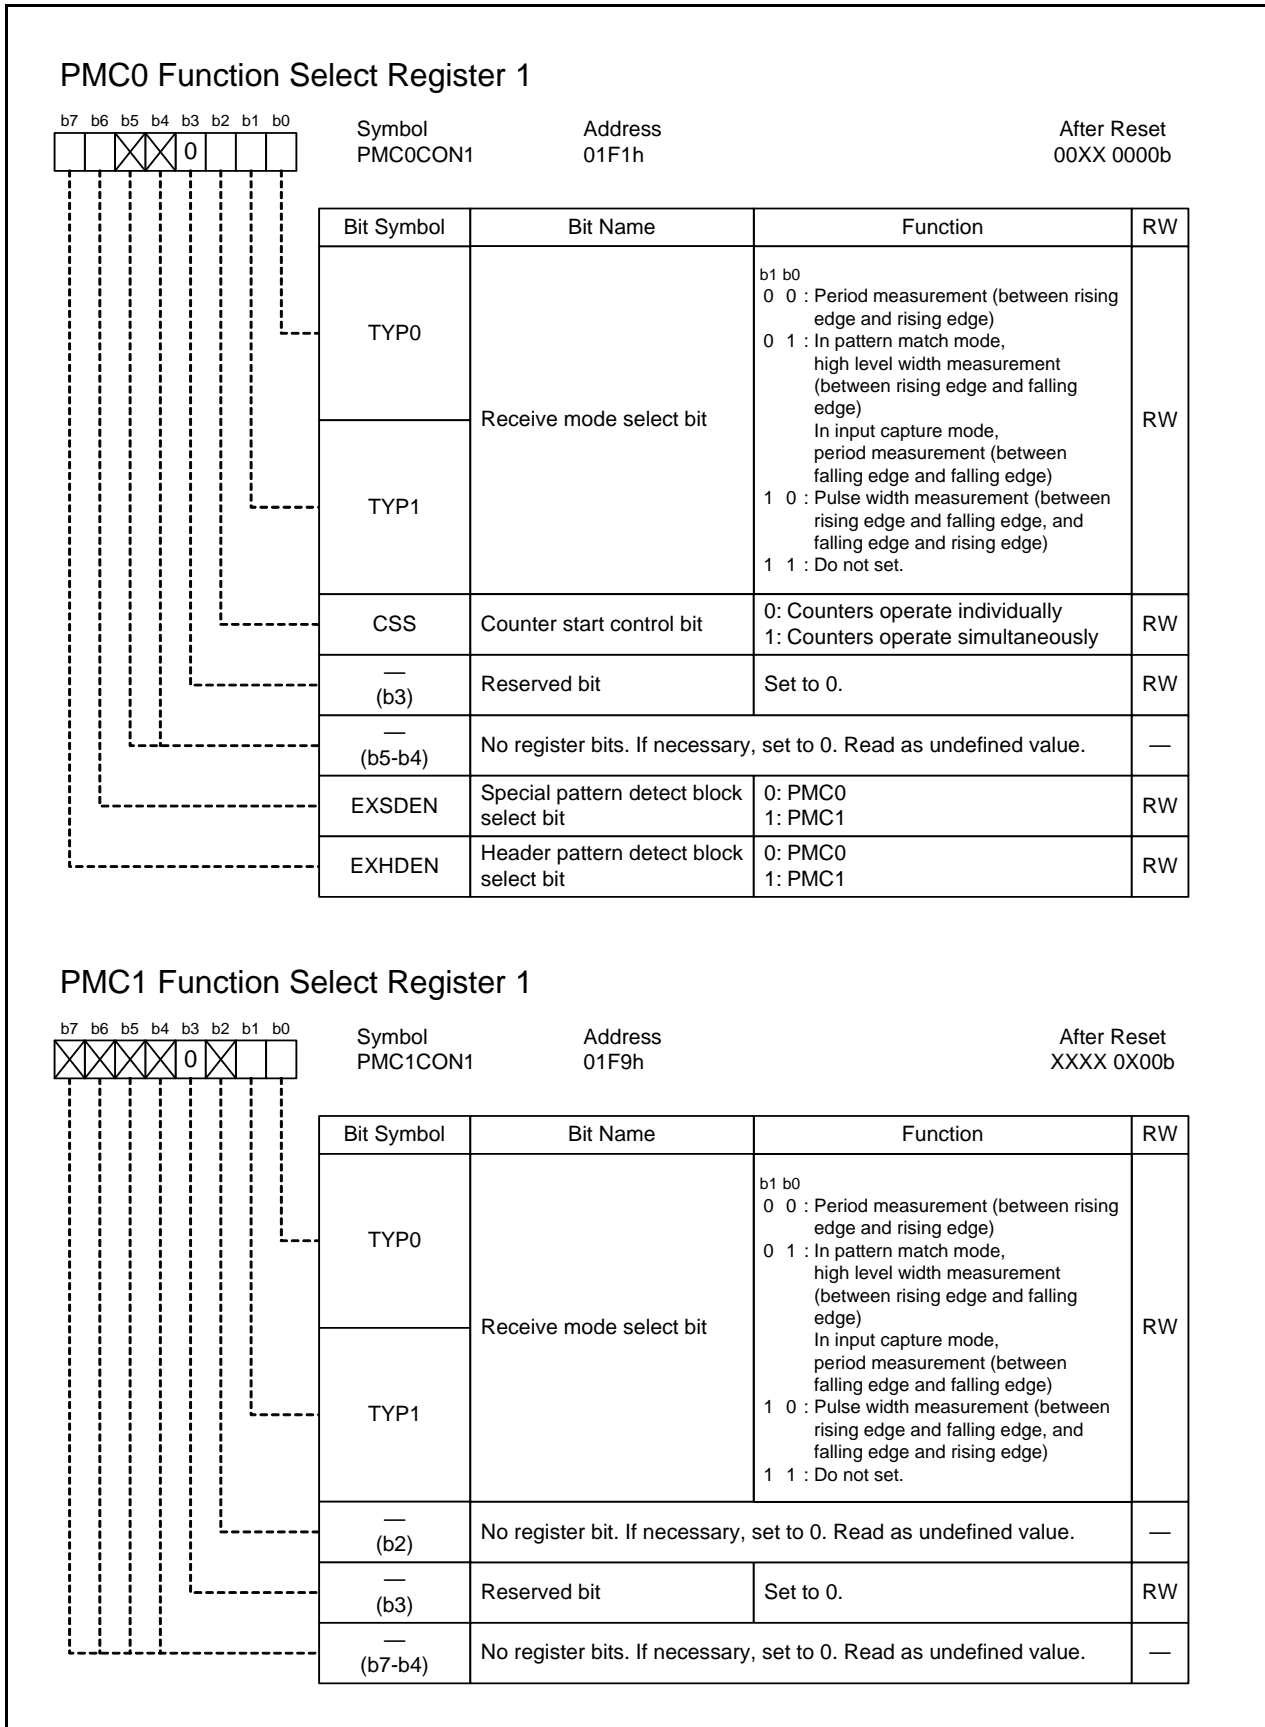 PMC0 Function Select Register 1
b7 b6 b5 b4 b3 b2 b1 b0
0
Symbol Address After Reset
PMC0CON1 01F1h 00XX 0000b
Bit Symbol Bit Name Function RW
b1 b0
0 0 : Period measurement (between rising
edge and rising edge)
TYP0
0 1 : In pattern match mode,
high level width measurement
(between rising edge and falling
edge)
Receive mode select bit RW
In input capture mode,
period measurement (between
falling edge and falling edge)
TYP1
1 0 : Pulse width measurement (between
rising edge and falling edge, and
falling edge and rising edge)
1 1 : Do not set.
CSS Counter start control bit 0: Counters operate individually RW
1: Counters operate simultaneously
—
(b3) Reserved bit Set to 0. RW
—
(b5-b4) No register bits. If necessary, set to 0. Read as undefined value. —
EXSDEN Special pattern detect block 0: PMC0 RW
select bit 1: PMC1
EXHDEN Header pattern detect block 0: PMC0 RW
select bit 1: PMC1
PMC1 Function Select Register 1
b7 b6 b5 b4 b3 b2 b1 b0
0
Symbol Address After Reset
PMC1CON1 01F9h XXXX 0X00b
Bit Symbol Bit Name Function RW
b1 b0
0 0 : Period measurement (between rising
edge and rising edge)
TYP0
0 1 : In pattern match mode,
high level width measurement
(between rising edge and falling
edge)
Receive mode select bit RW
In input capture mode,
period measurement (between
falling edge and falling edge)
TYP1
1 0 : Pulse width measurement (between
rising edge and falling edge, and
falling edge and rising edge)
1 1 : Do not set.
—
(b2) No register bit. If necessary, set to 0. Read as undefined value. —
—
(b3) Reserved bit Set to 0. RW
—
(b7-b4) No register bits. If necessary, set to 0. Read as undefined value. —